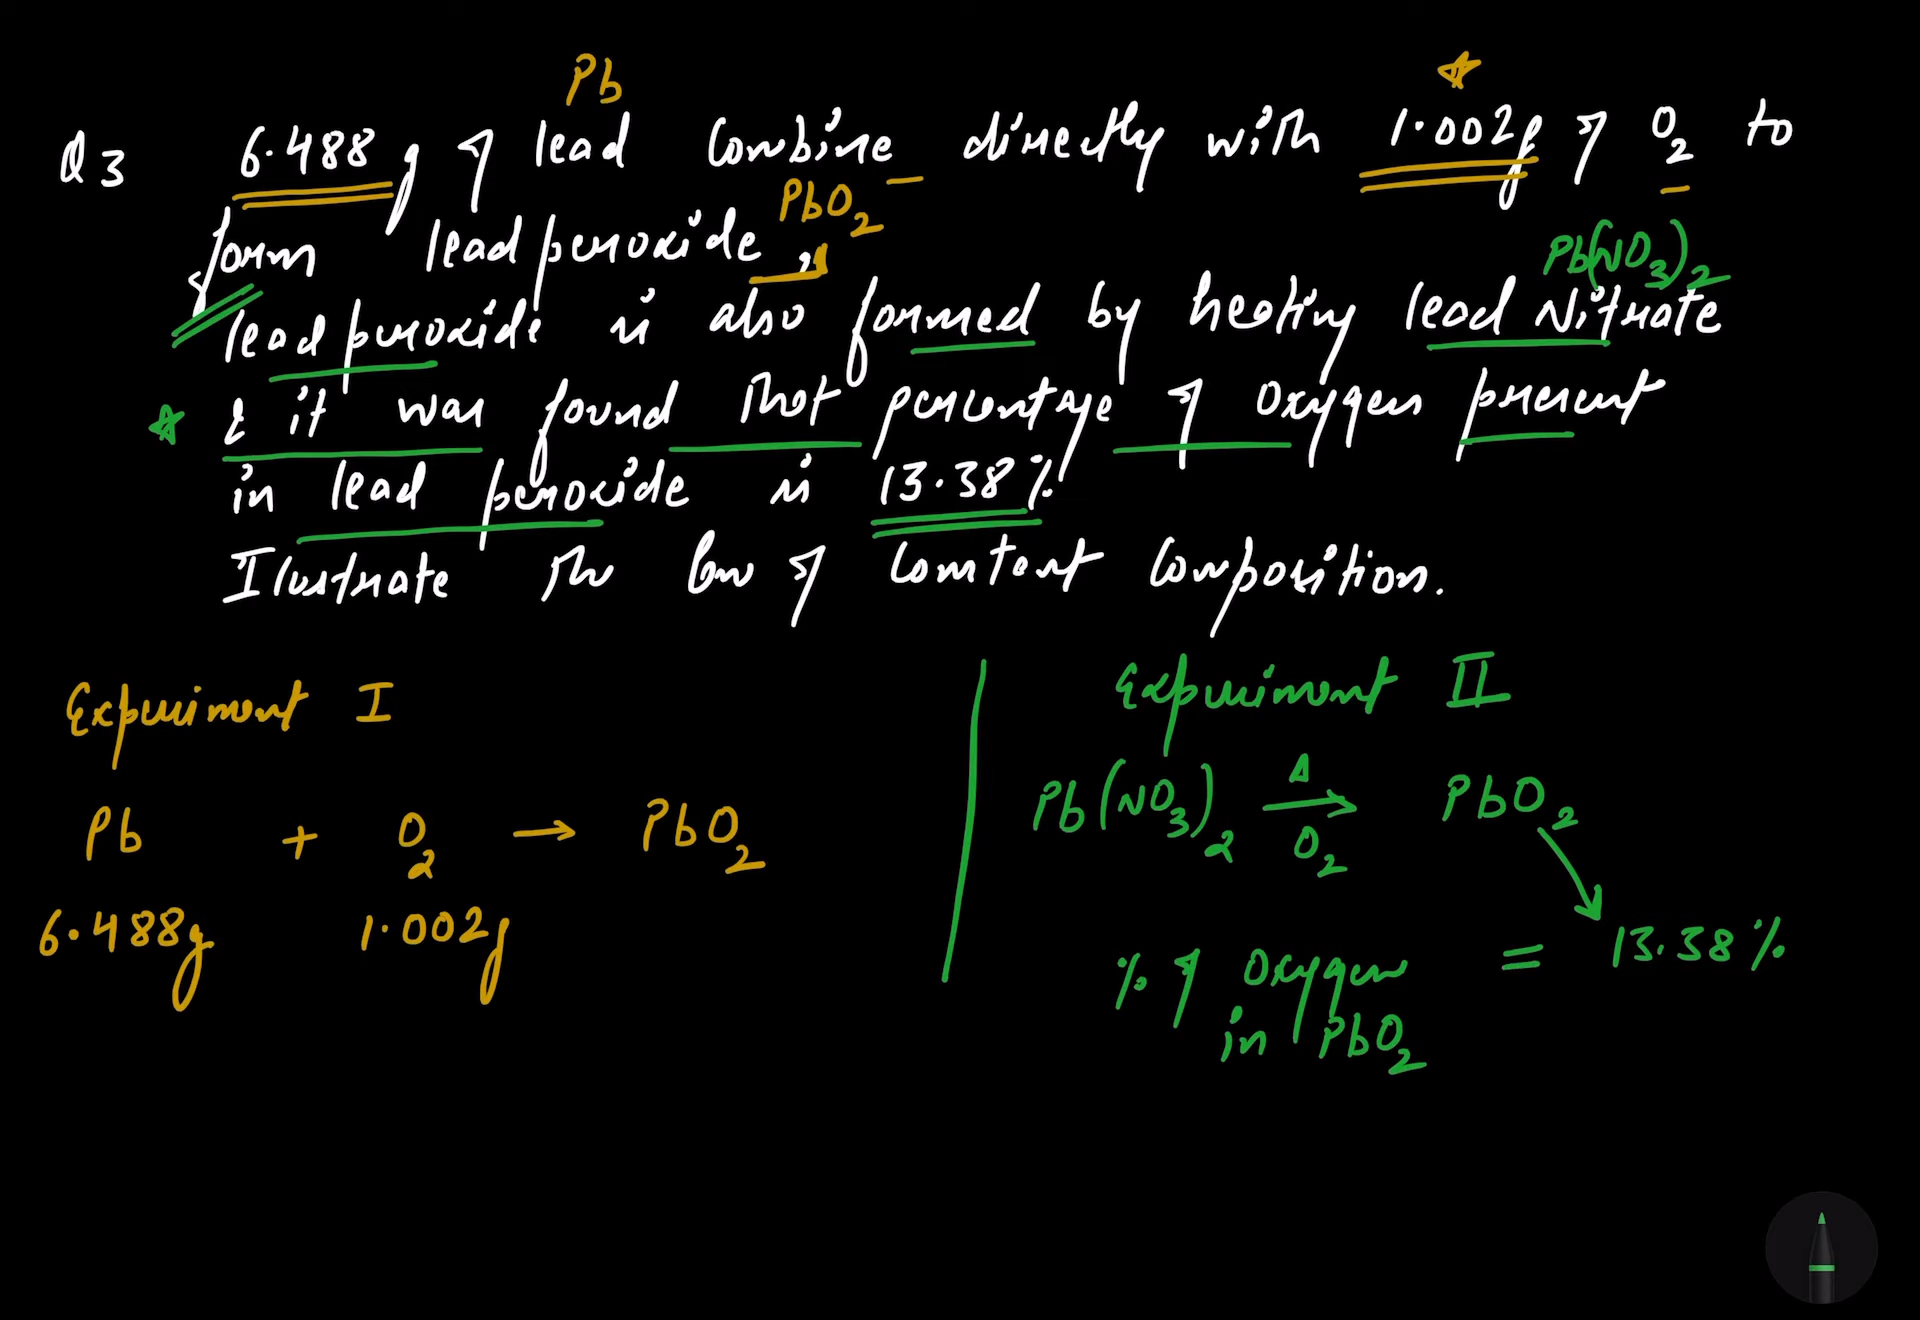 Pb
Q3 6.488 g of lead combine directly with 1.002g of O2 to
PbO2
form lead peroxide,
Pb(NO3)2
lead peroxide is also formed by heating lead Nitrate
& it was found that percentage of oxygen present
in lead peroxide is 13.38%
Ilustrate the law of constant composition.
Experiment I
Pb + O2 → PbO2
6.488g 1.002g
Experiment II
Pb(NO3)2 Δ → O2 PbO2
% of oxygen = 13.38%
in PbO2